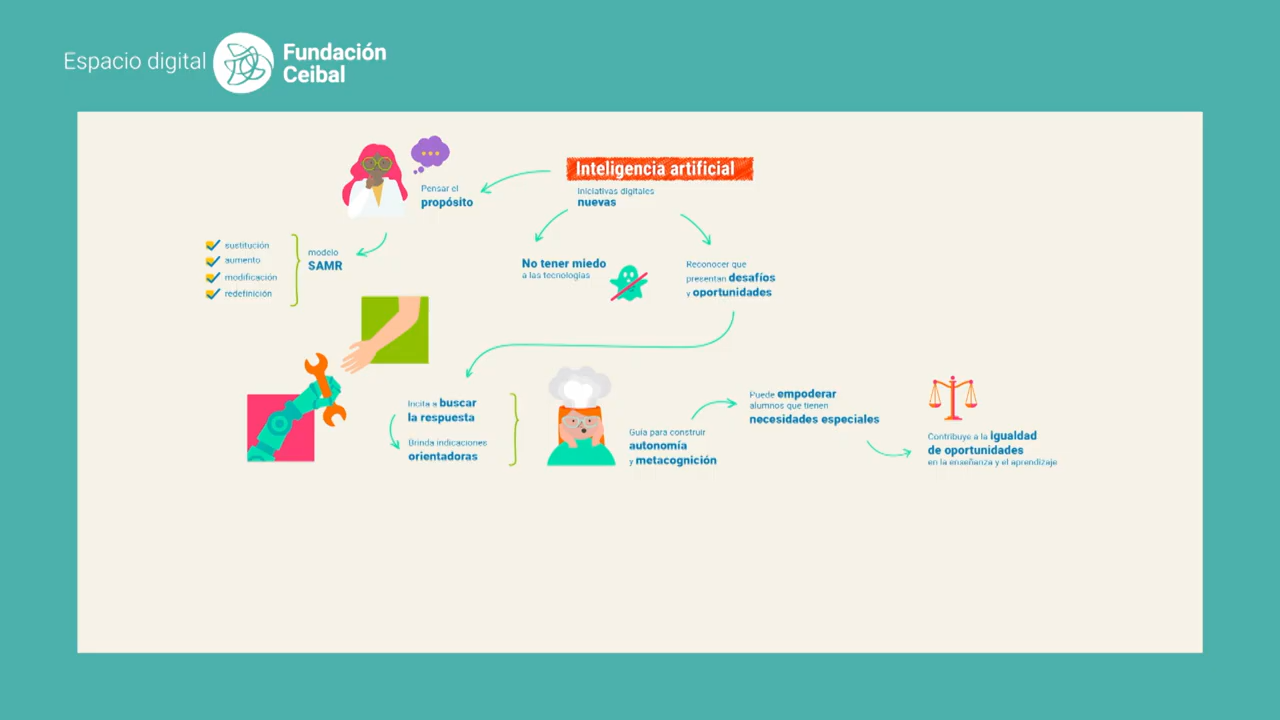 Espacio digital
Fundación
Ceibal
Inteligencia artificial
Iniciativas digitales
nuevas
Pensar el
propósito
modelo
SAMR
sustitución
aumento
modificación
redefinición
No tener miedo
a las tecnologías
Reconocer que
presentan desafíos
y oportunidades
Incita a buscar
la respuesta
Brinda indicaciones
orientadoras
Guía para construir
autonomía
y metacognición
Puede empoderar
alumnos que tienen
necesidades especiales
Contribuye a la igualdad
de oportunidades
en la enseñanza y el aprendizaje